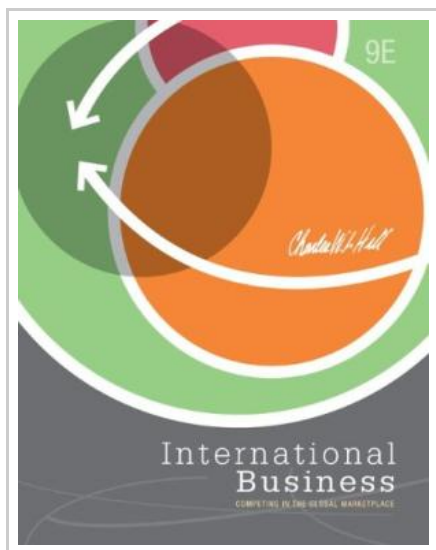 9E
Charles W. L. Hill
International
Business
COMPETING IN THE GLOBAL MARKETPLACE